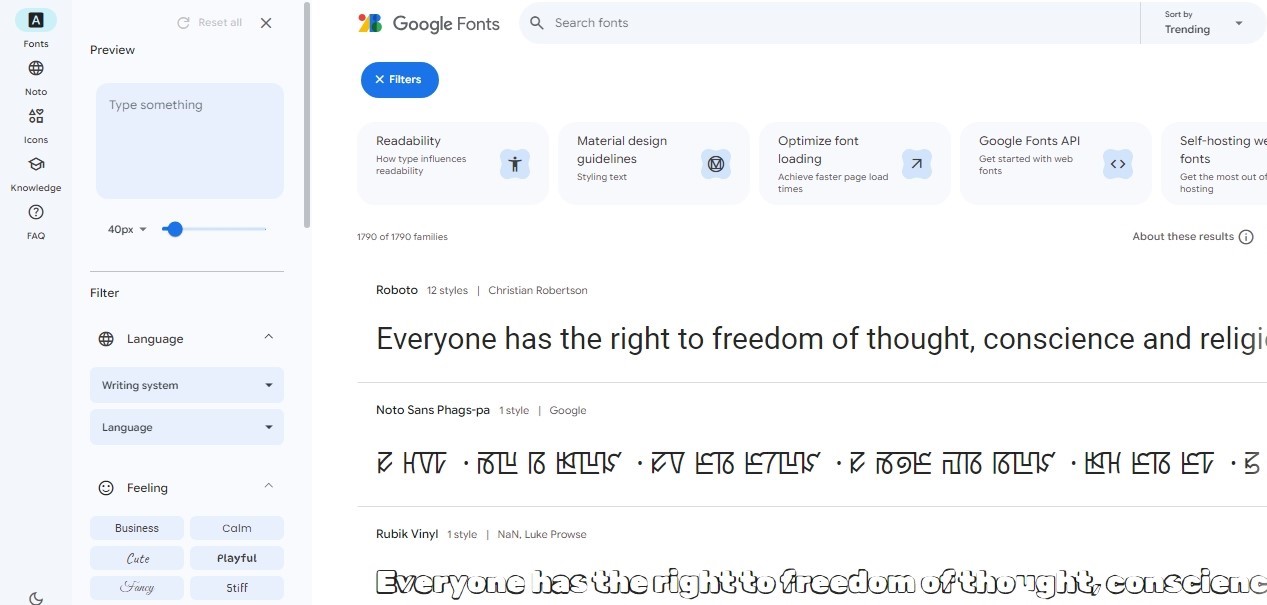 Fonts
Noto
Icons
Knowledge
FAQ
Reset all
Preview
Type something
40px
Filter
Language
Writing system
Language
Feeling
Business
Calm
Cute
Playful
Fancy
Stiff
Google Fonts
Search fonts
Sort by
Trending
Filters
Readability
How type influences
readability
Material design
guidelines
Styling text
Optimize font
loading
Achieve faster page load
times
Google Fonts API
Get started with web
fonts
Self-hosting we
fonts
Get the most out of
hosting
1790 of 1790 families
About these results
Roboto 12 styles | Christian Robertson
Everyone has the right to freedom of thought, conscience and religi
Noto Sans Phags-pa 1 style | Google
Rubik Vinyl 1 style | NaN, Luke Prowse
Everyone has the right to freedom of thought, conscienc